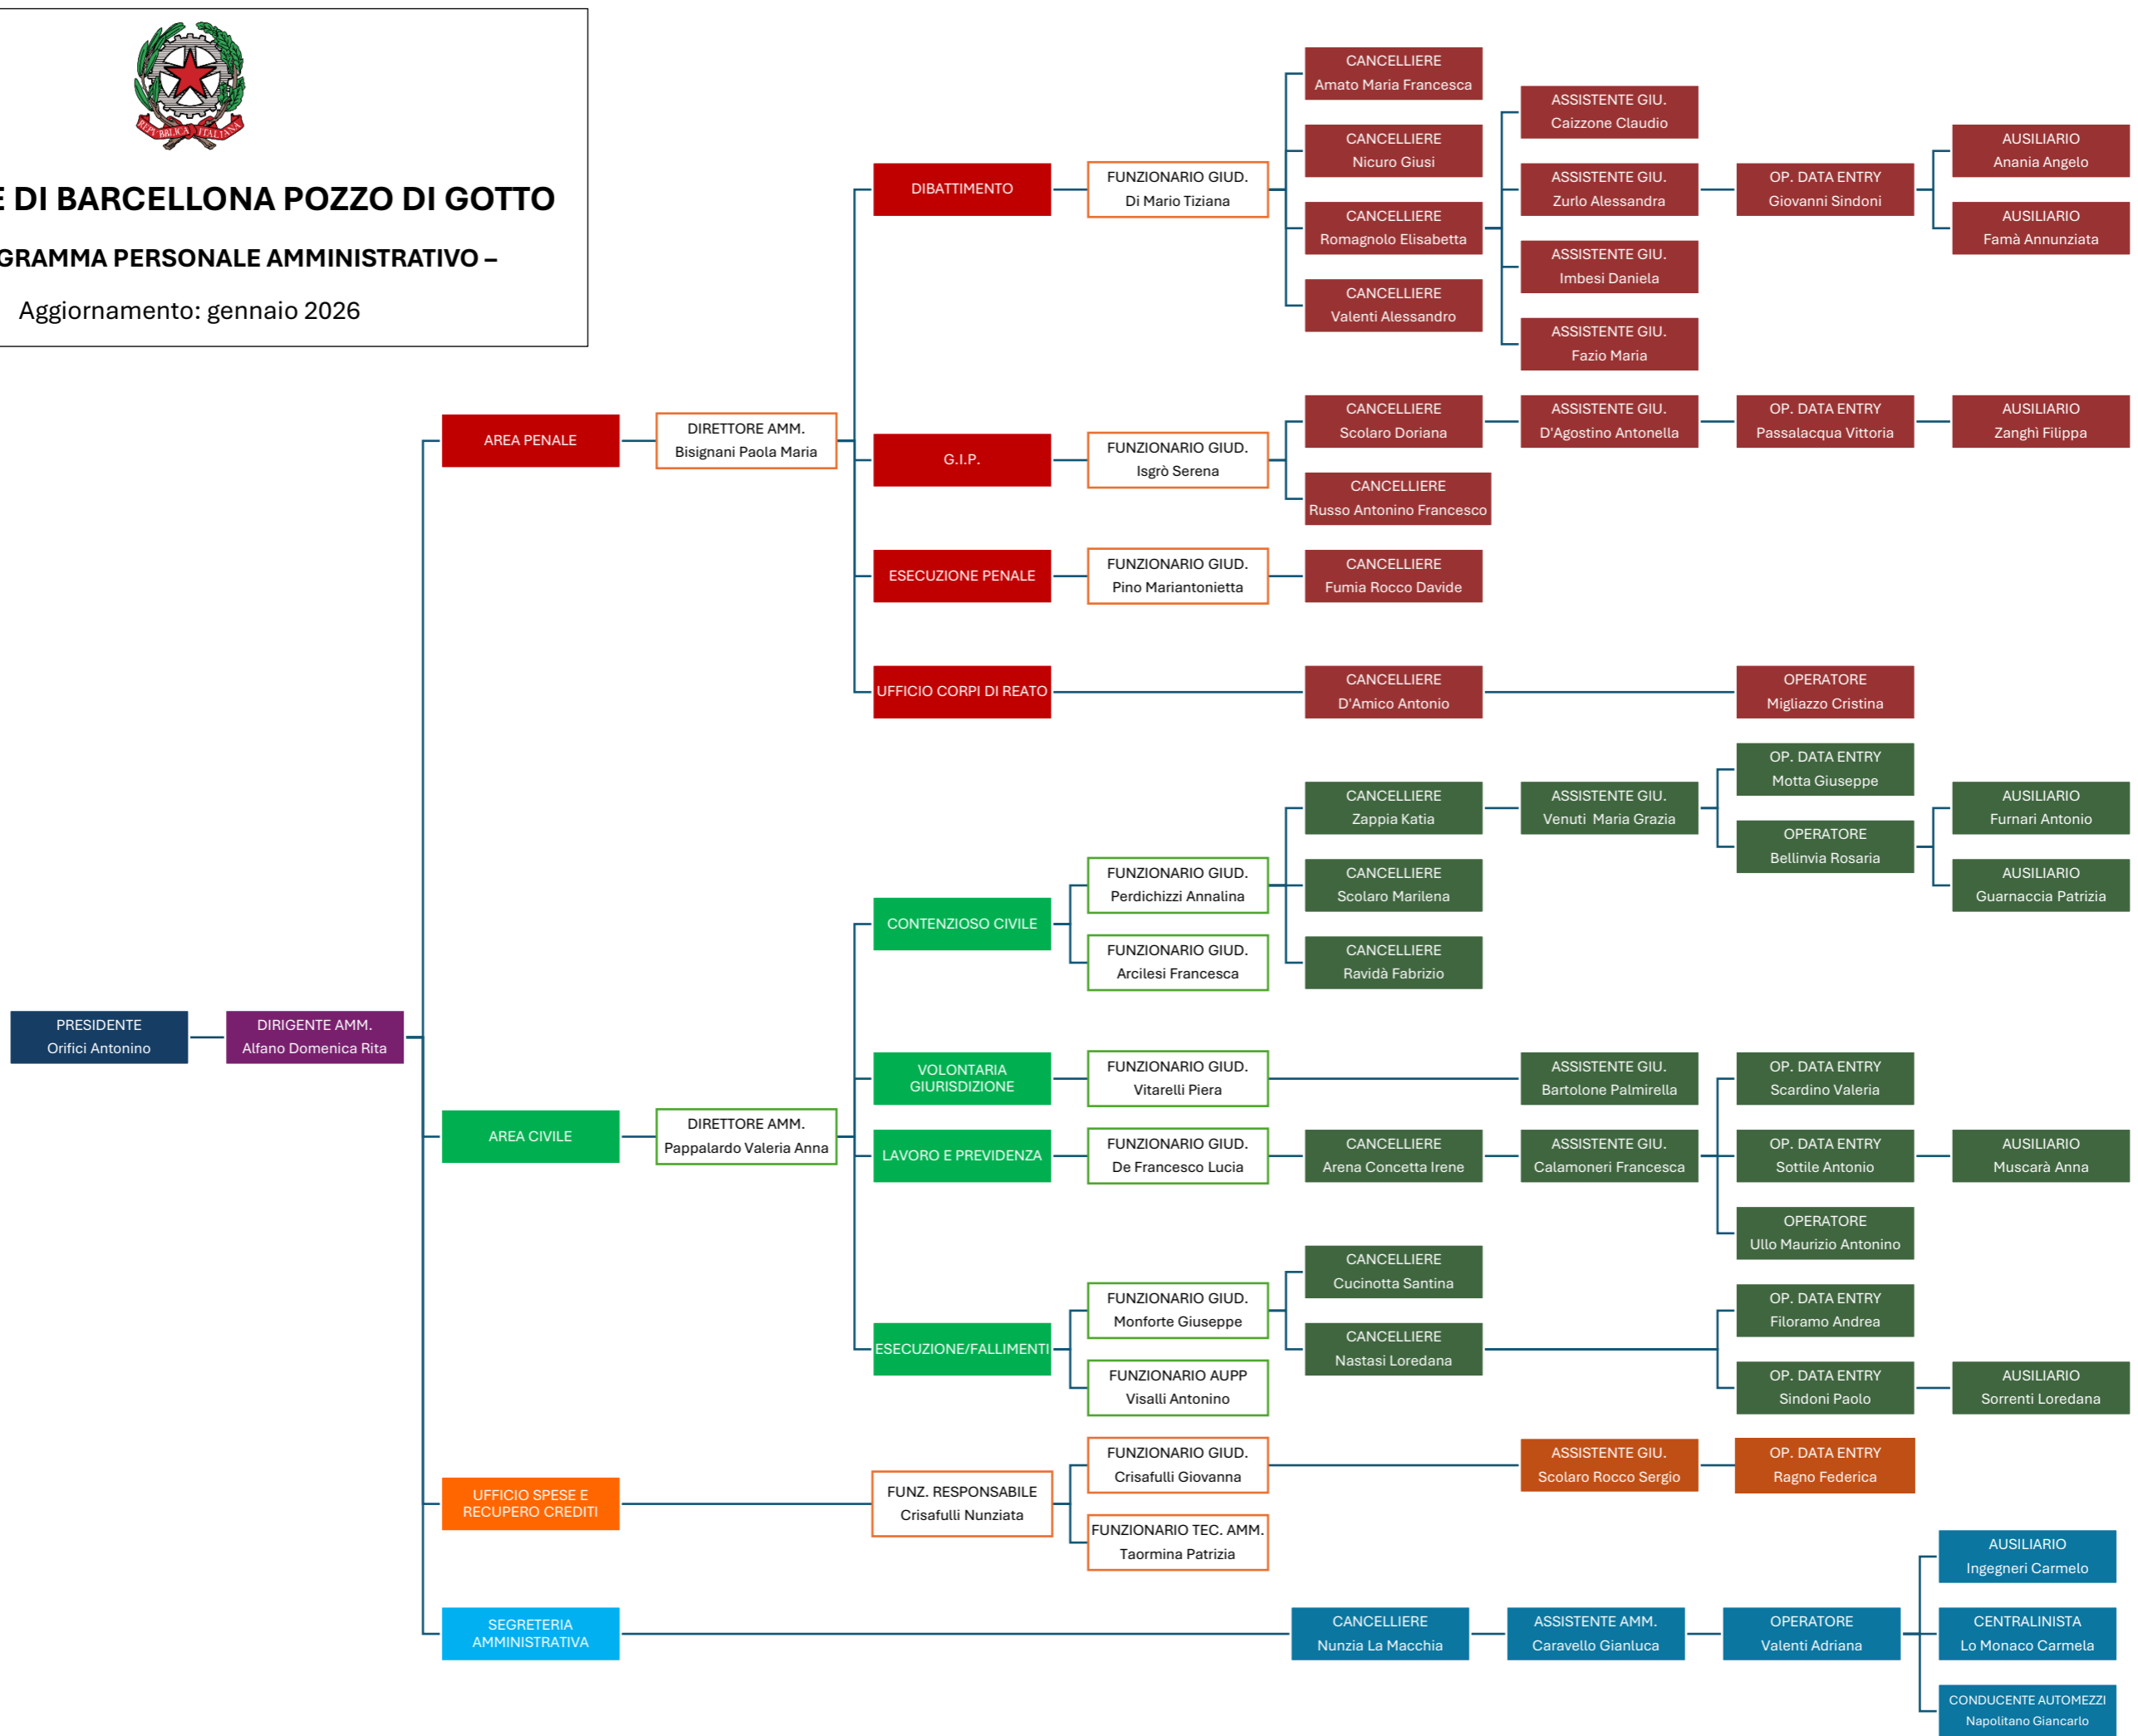 REPVBBLICA ITALIANA
E DI BARCELLONA POZZO DI GOTTO
GRAMMA PERSONALE AMMINISTRATIVO –
Aggiornamento: gennaio 2026
PRESIDENTE
Orifici Antonino
DIRIGENTE AMM.
Alfano Domenica Rita
AREA PENALE
DIRETTORE AMM.
Bisignani Paola Maria
DIBATTIMENTO
FUNZIONARIO GIUD.
Di Mario Tiziana
CANCELLIERE
Amato Maria Francesca
CANCELLIERE
Nicuro Giusi
CANCELLIERE
Romagnolo Elisabetta
CANCELLIERE
Valenti Alessandro
ASSISTENTE GIU.
Caizzone Claudio
ASSISTENTE GIU.
Zurlo Alessandra
ASSISTENTE GIU.
Imbesi Daniela
ASSISTENTE GIU.
Fazio Maria
OP. DATA ENTRY
Giovanni Sindoni
AUSILIARIO
Anania Angelo
AUSILIARIO
Famà Annunziata
G.I.P.
FUNZIONARIO GIUD.
Isgrò Serena
CANCELLIERE
Scolaro Doriana
ASSISTENTE GIU.
D'Agostino Antonella
OP. DATA ENTRY
Passalacqua Vittoria
AUSILIARIO
Zanghì Filippa
CANCELLIERE
Russo Antonino Francesco
ESECUZIONE PENALE
FUNZIONARIO GIUD.
Pino Mariantonietta
CANCELLIERE
Fumia Rocco Davide
UFFICIO CORPI DI REATO
CANCELLIERE
D'Amico Antonio
OPERATORE
Migliazzo Cristina
AREA CIVILE
DIRETTORE AMM.
Pappalardo Valeria Anna
CONTENZIOSO CIVILE
FUNZIONARIO GIUD.
Perdichizzi Annalina
FUNZIONARIO GIUD.
Arcilesi Francesca
CANCELLIERE
Zappia Katia
CANCELLIERE
Scolaro Marilena
CANCELLIERE
Ravidà Fabrizio
ASSISTENTE GIU.
Venuti Maria Grazia
OP. DATA ENTRY
Motta Giuseppe
OPERATORE
Bellinvia Rosaria
AUSILIARIO
Furnari Antonio
AUSILIARIO
Guarnaccia Patrizia
VOLONTARIA
GIURISDIZIONE
FUNZIONARIO GIUD.
Vitarelli Piera
ASSISTENTE GIU.
Bartolone Palmirella
LAVORO E PREVIDENZA
FUNZIONARIO GIUD.
De Francesco Lucia
CANCELLIERE
Arena Concetta Irene
ASSISTENTE GIU.
Calamoneri Francesca
OP. DATA ENTRY
Scardino Valeria
OP. DATA ENTRY
Sottile Antonio
OPERATORE
Ullo Maurizio Antonino
AUSILIARIO
Muscarà Anna
ESECUZIONE/FALLIMENTI
FUNZIONARIO GIUD.
Monforte Giuseppe
FUNZIONARIO AUPP
Visalli Antonino
CANCELLIERE
Cucinotta Santina
CANCELLIERE
Nastasi Loredana
OP. DATA ENTRY
Filoramo Andrea
OP. DATA ENTRY
Sindoni Paolo
AUSILIARIO
Sorrenti Loredana
UFFICIO SPESE E
RECUPERO CREDITI
FUNZ. RESPONSABILE
Crisafulli Nunziata
FUNZIONARIO GIUD.
Crisafulli Giovanna
FUNZIONARIO TEC. AMM.
Taormina Patrizia
ASSISTENTE GIU.
Scolaro Rocco Sergio
OP. DATA ENTRY
Ragno Federica
SEGRETERIA
AMMINISTRATIVA
CANCELLIERE
Nunzia La Macchia
ASSISTENTE AMM.
Caravello Gianluca
OPERATORE
Valenti Adriana
AUSILIARIO
Ingegneri Carmelo
CENTRALINISTA
Lo Monaco Carmela
CONDUCENTE AUTOMEZZI
Napolitano Giancarlo